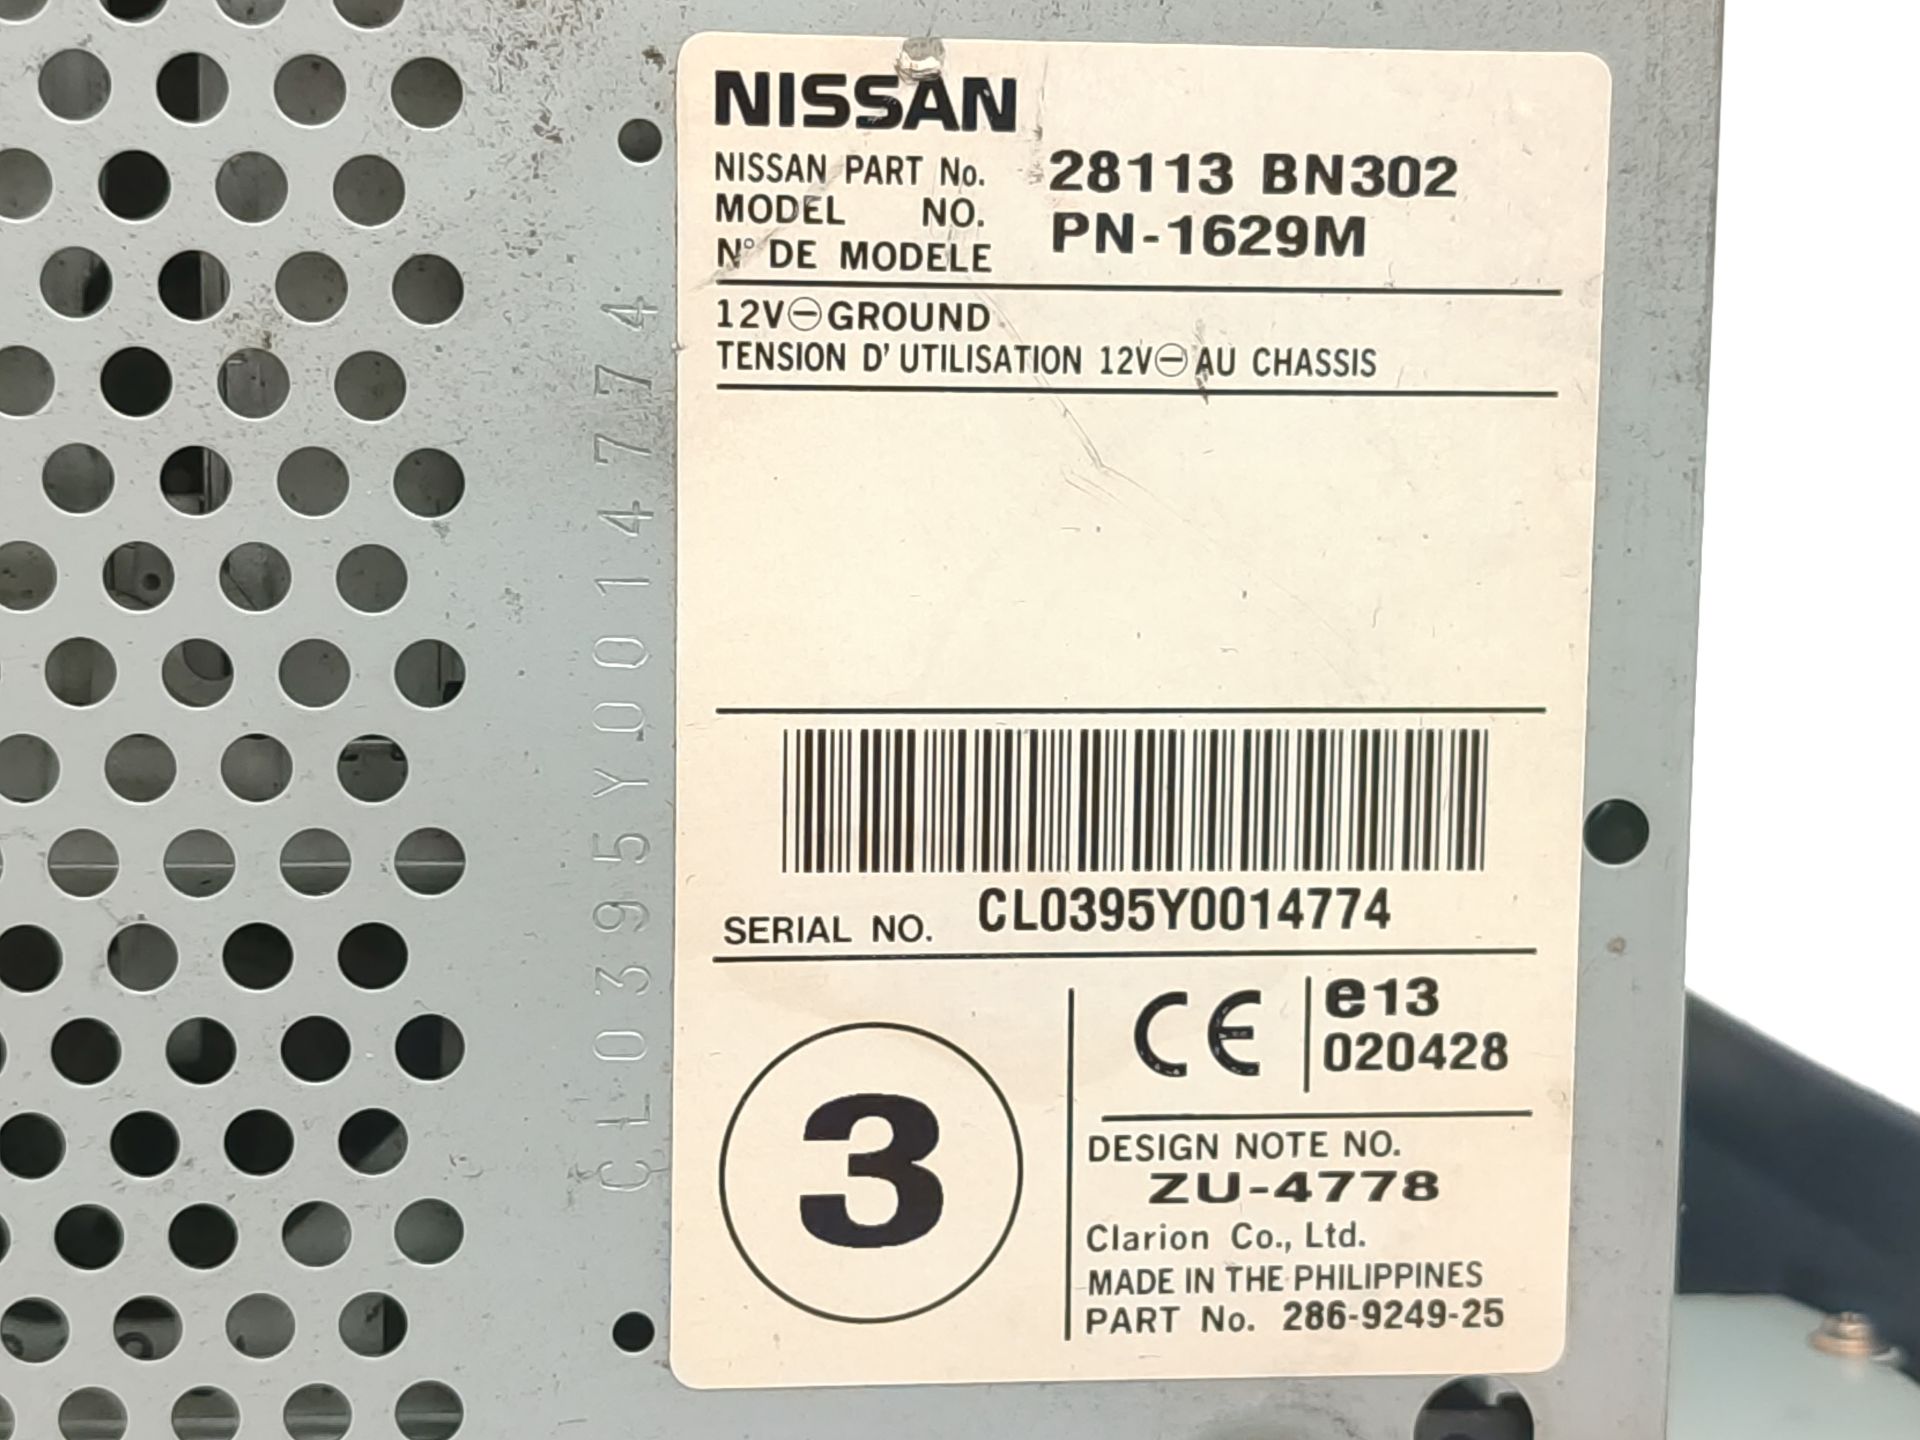 NISSAN
NISSAN PART No. 28113 BN302
MODEL NO. PN-1629M
N° DE MODELE
12V⊖GROUND
TENSION D'UTILISATION 12V⊖AU CHASSIS
CL0395Y0014774
SERIAL NO. CL0395Y0014774
3
CE
e13
020428
DESIGN NOTE NO.
ZU-4778
Clarion Co., Ltd.
MADE IN THE PHILIPPINES
PART No. 286-9249-25